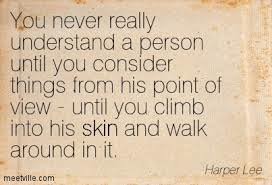 You never really
understand a person
until you consider
things from his point of
view - until you climb
into his skin and walk
around in it.
Harper Lee
meetville.com